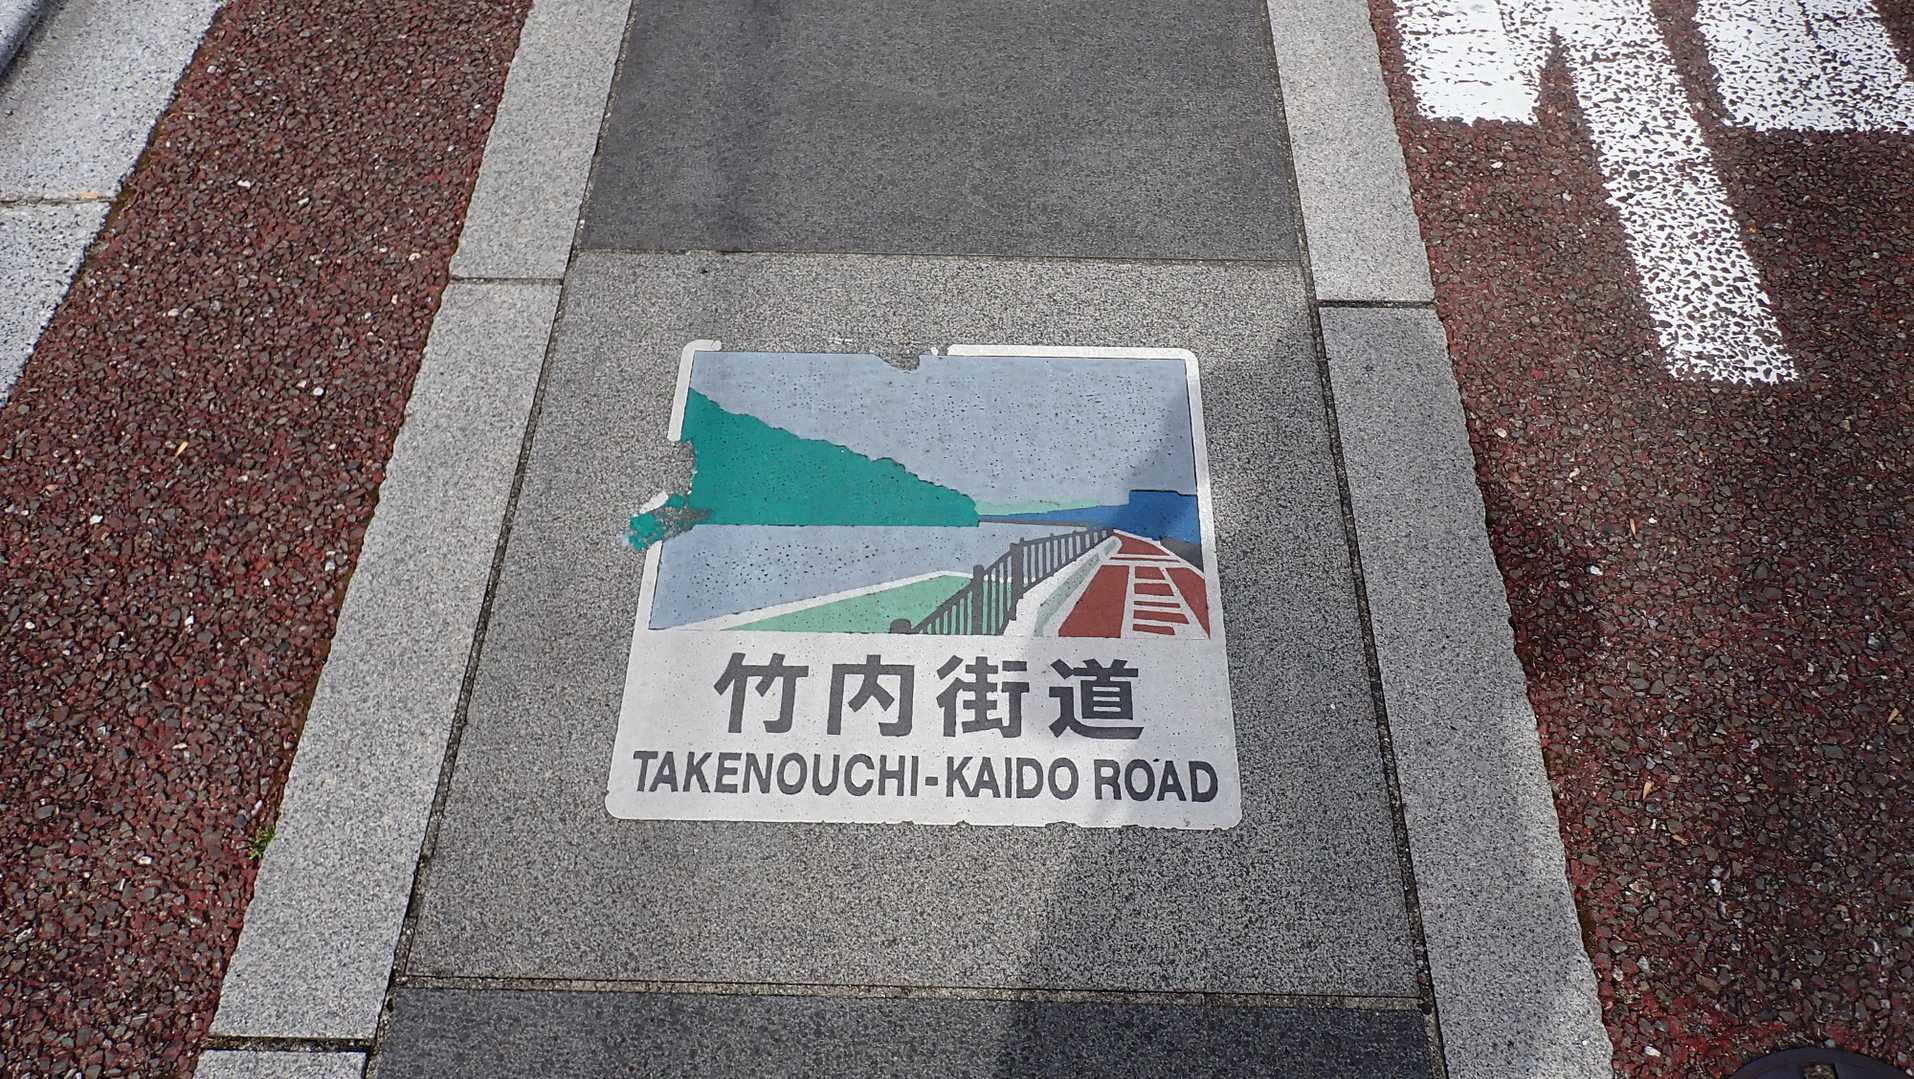 竹内街道
TAKENOUCHI-KAIDO ROAD